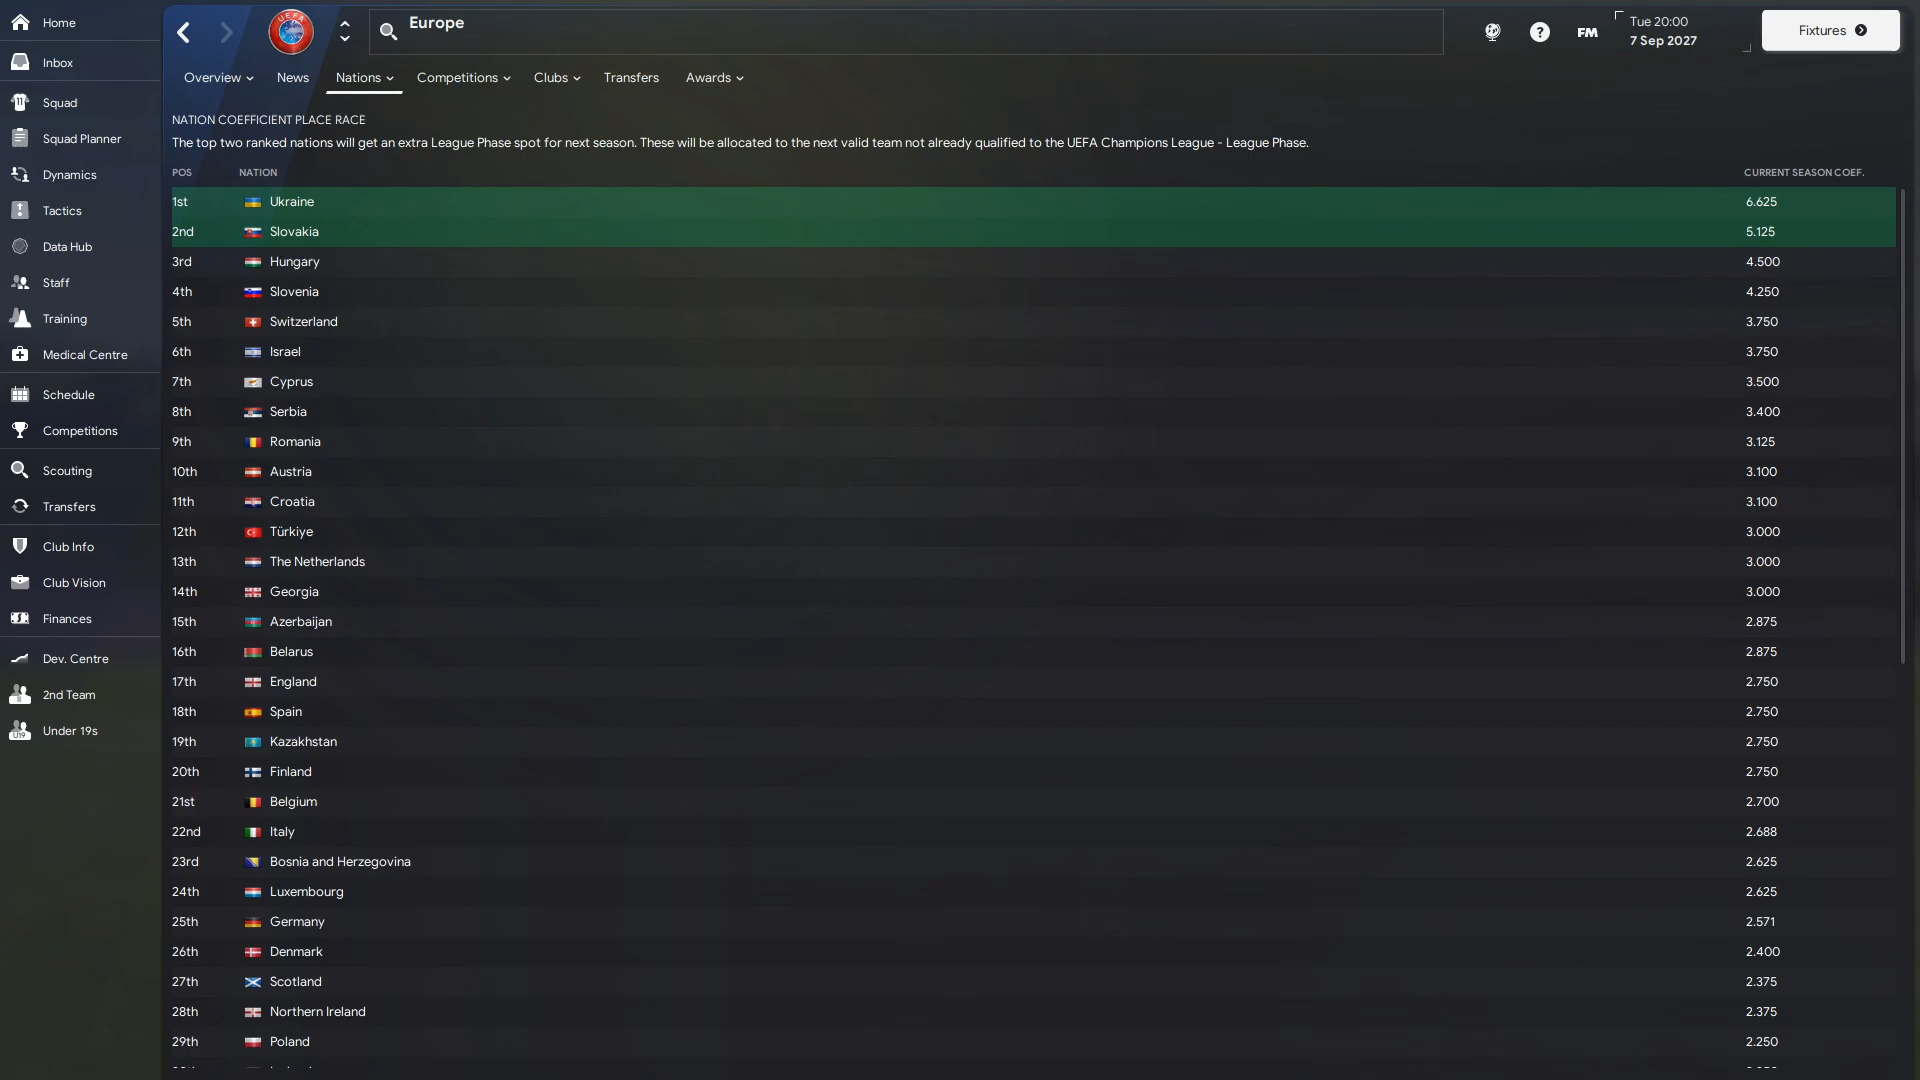 Home
Inbox
Squad
Squad Planner
Dynamics
Tactics
Data Hub
Staff
Training
Medical Centre
Schedule
Competitions
Scouting
Transfers
Club Info
Club Vision
Finances
Dev. Centre
2nd Team
Under 19s
UEFA
Europe
FM
Tue 20:00
7 Sep 2027
Fixtures
Overview News Nations Competitions Clubs Transfers Awards
NATION COEFFICIENT PLACE RACE
The top two ranked nations will get an extra League Phase spot for next season. These will be allocated to the next valid team not already qualified to the UEFA Champions League - League Phase.
POS NATION CURRENT SEASON COEF.
1st Ukraine 6.625
2nd Slovakia 5.125
3rd Hungary 4.500
4th Slovenia 4.250
5th Switzerland 3.750
6th Israel 3.750
7th Cyprus 3.500
8th Serbia 3.400
9th Romania 3.125
10th Austria 3.100
11th Croatia 3.100
12th Türkiye 3.000
13th The Netherlands 3.000
14th Georgia 3.000
15th Azerbaijan 2.875
16th Belarus 2.875
17th England 2.750
18th Spain 2.750
19th Kazakhstan 2.750
20th Finland 2.750
21st Belgium 2.700
22nd Italy 2.688
23rd Bosnia and Herzegovina 2.625
24th Luxembourg 2.625
25th Germany 2.571
26th Denmark 2.400
27th Scotland 2.375
28th Northern Ireland 2.375
29th Poland 2.250